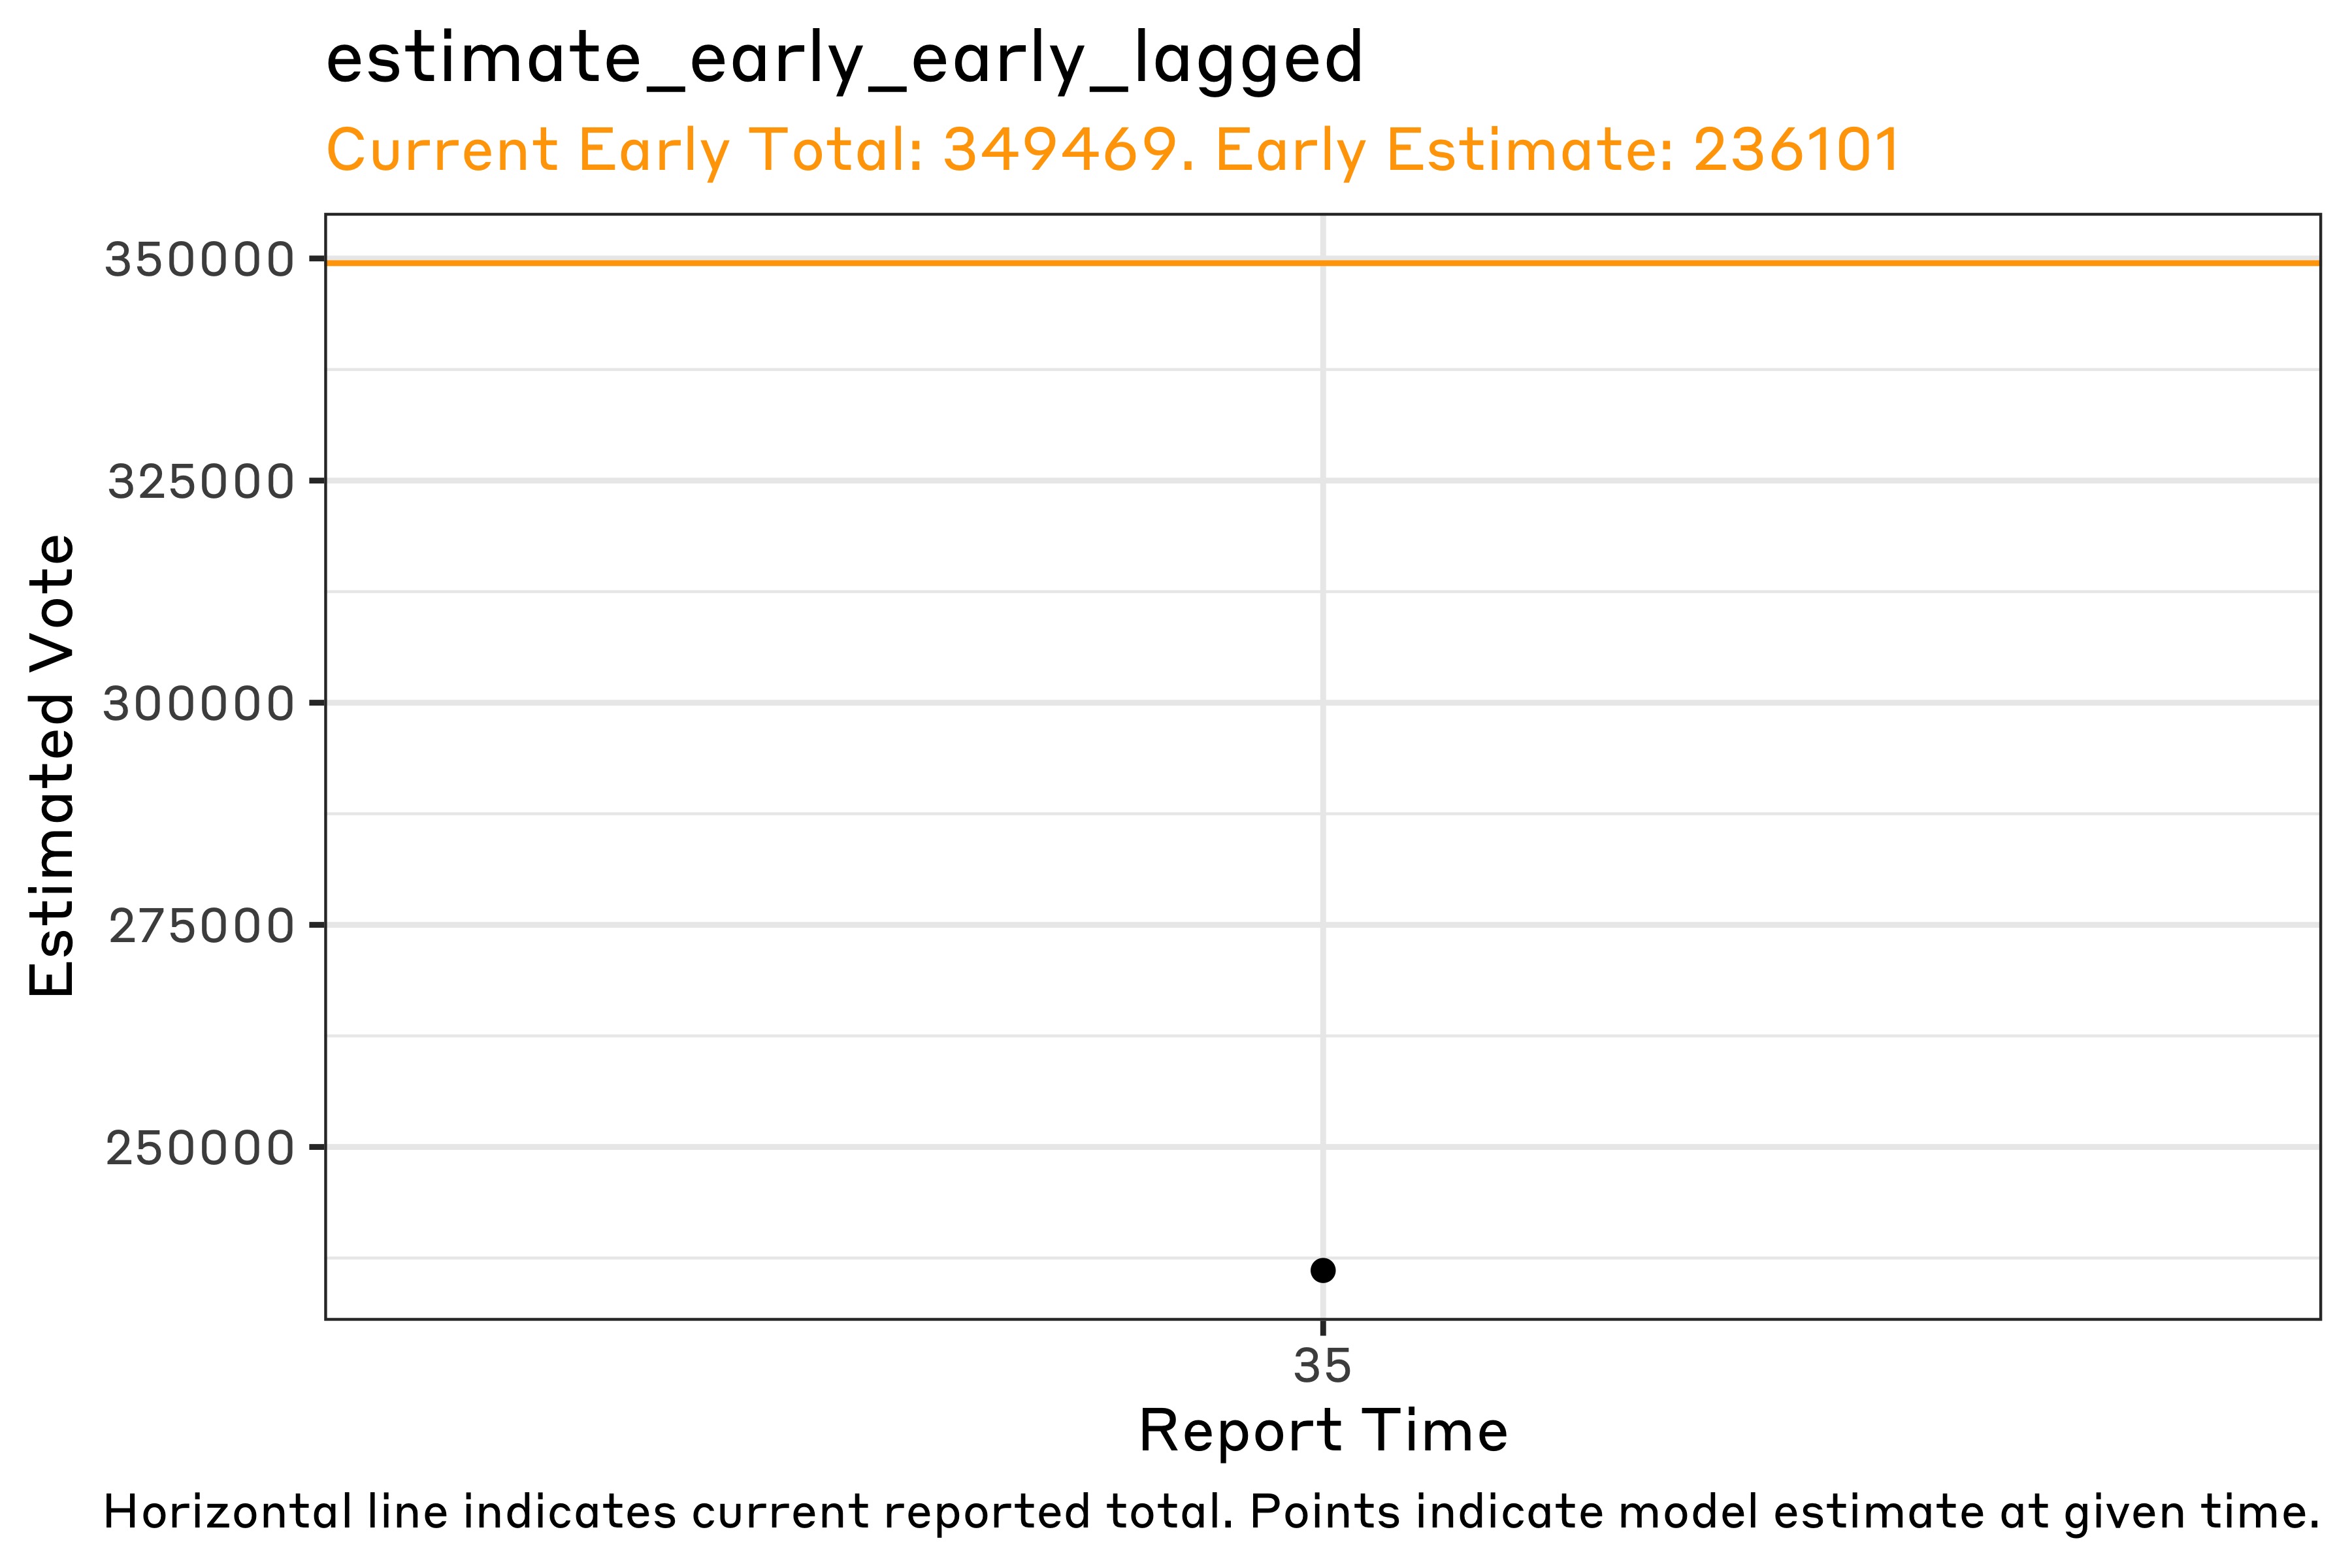 estimate_early_early_lagged
Current Early Total: 349469. Early Estimate: 236101
350000
325000
300000
275000
250000
Estimated Vote
35
Report Time
Horizontal line indicates current reported total. Points indicate model estimate at given time.